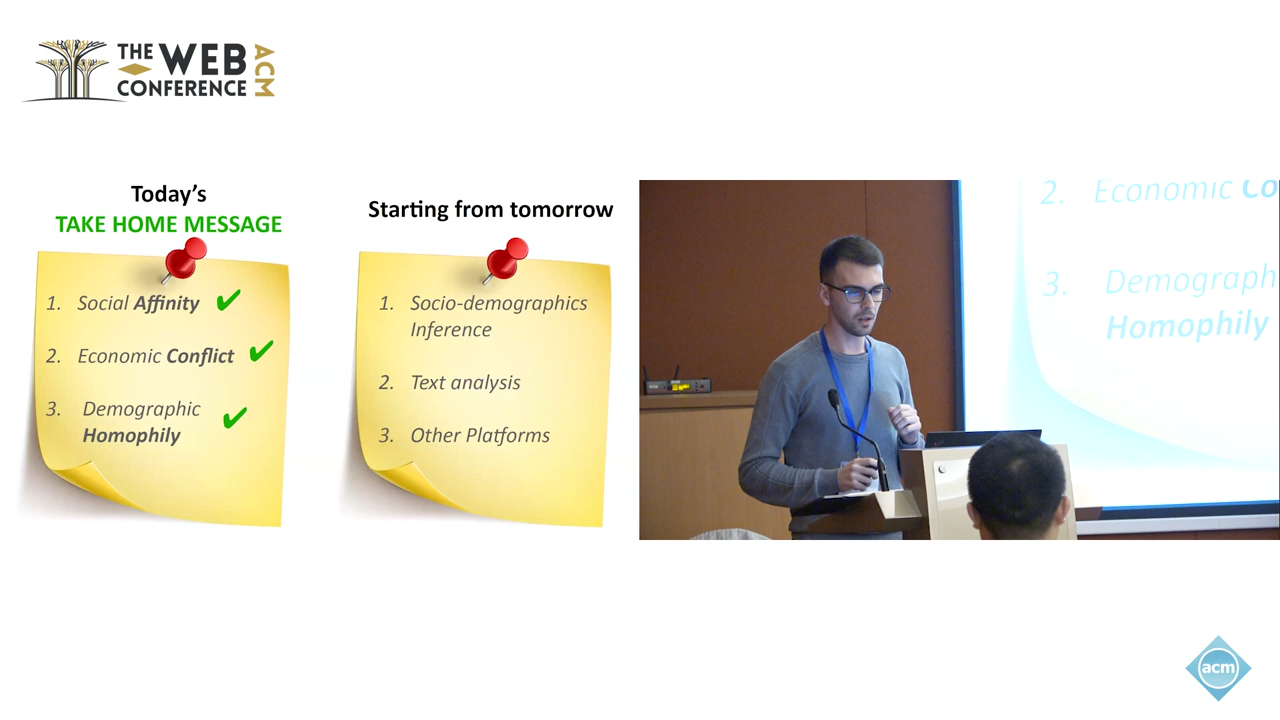 THE WEB
CONFERENCE
ACM
Today's
TAKE HOME MESSAGE
1. Social Affinity ✔
2. Economic Conflict ✔
3. Demographic
Homophily ✔
Starting from tomorrow
1. Socio-demographics
Inference
2. Text analysis
3. Other Platforms
2. Economic Co
3. Demograph
Homophily
acm